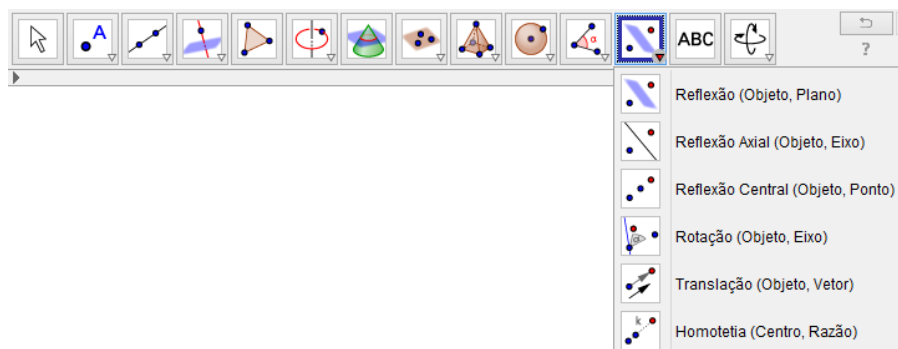 A
α
ABC
?
Reflexão (Objeto, Plano)
Reflexão Axial (Objeto, Eixo)
Reflexão Central (Objeto, Ponto)
α
Rotação (Objeto, Eixo)
Translação (Objeto, Vetor)
k
Homotetia (Centro, Razão)